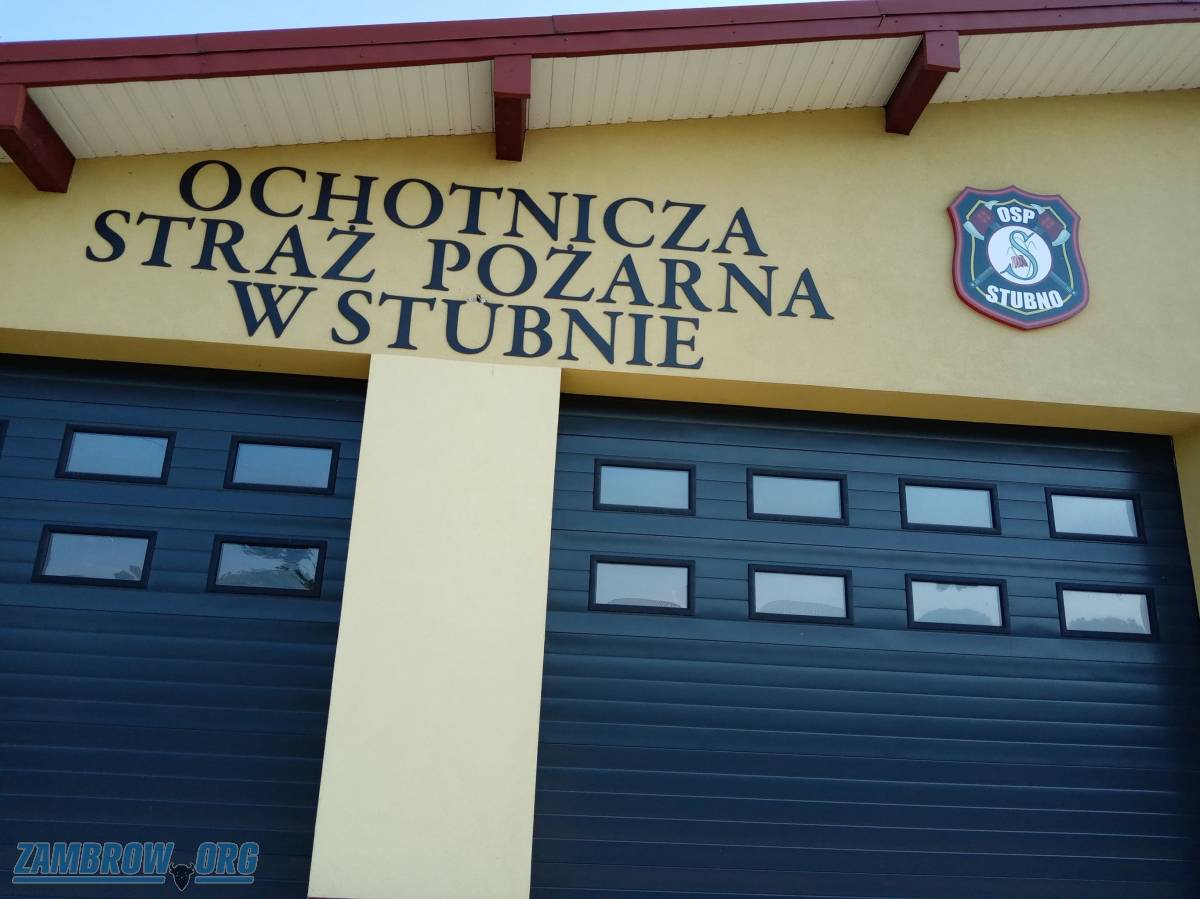 OCHOTNICZA
STRAŻ POŻARNA
W STUBNIE
OSP
S
STUBNO
ZAMBROW.ORG